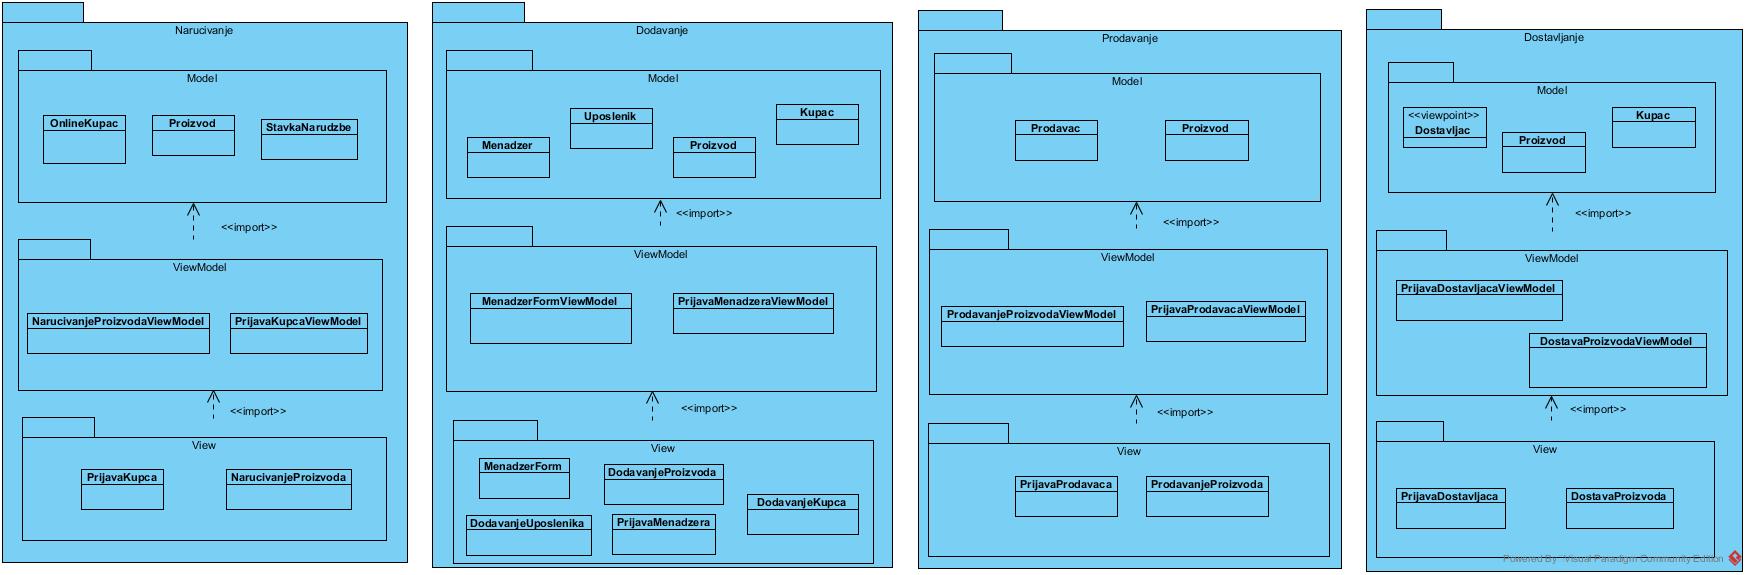 Narucivanje
Model
OnlineKupac
Proizvod
StavkaNarudzbe
<<import>>
ViewModel
NarucivanjeProizvodaViewModel
PrijavaKupcaViewModel
<<import>>
View
PrijavaKupca
NarucivanjeProizvoda
Dodavanje
Model
Menadzer
Uposlenik
Proizvod
Kupac
<<import>>
ViewModel
MenadzerFormViewModel
PrijavaMenadzeraViewModel
<<import>>
View
MenadzerForm
DodavanjeProizvoda
DodavanjeKupca
DodavanjeUposlenika
PrijavaMenadzera
Prodavanje
Model
Prodavac
Proizvod
<<import>>
ViewModel
ProdavanjeProizvodaViewModel
PrijavaProdavacaViewModel
<<import>>
View
PrijavaProdavaca
ProdavanjeProizvoda
Dostavljanje
Model
<<viewpoint>>
Dostavljac
Proizvod
Kupac
<<import>>
ViewModel
PrijavaDostavljacaViewModel
DostavaProizvodaViewModel
<<import>>
View
PrijavaDostavljaca
DostavaProizvoda
Powered By Visual Paradigm Community Edition